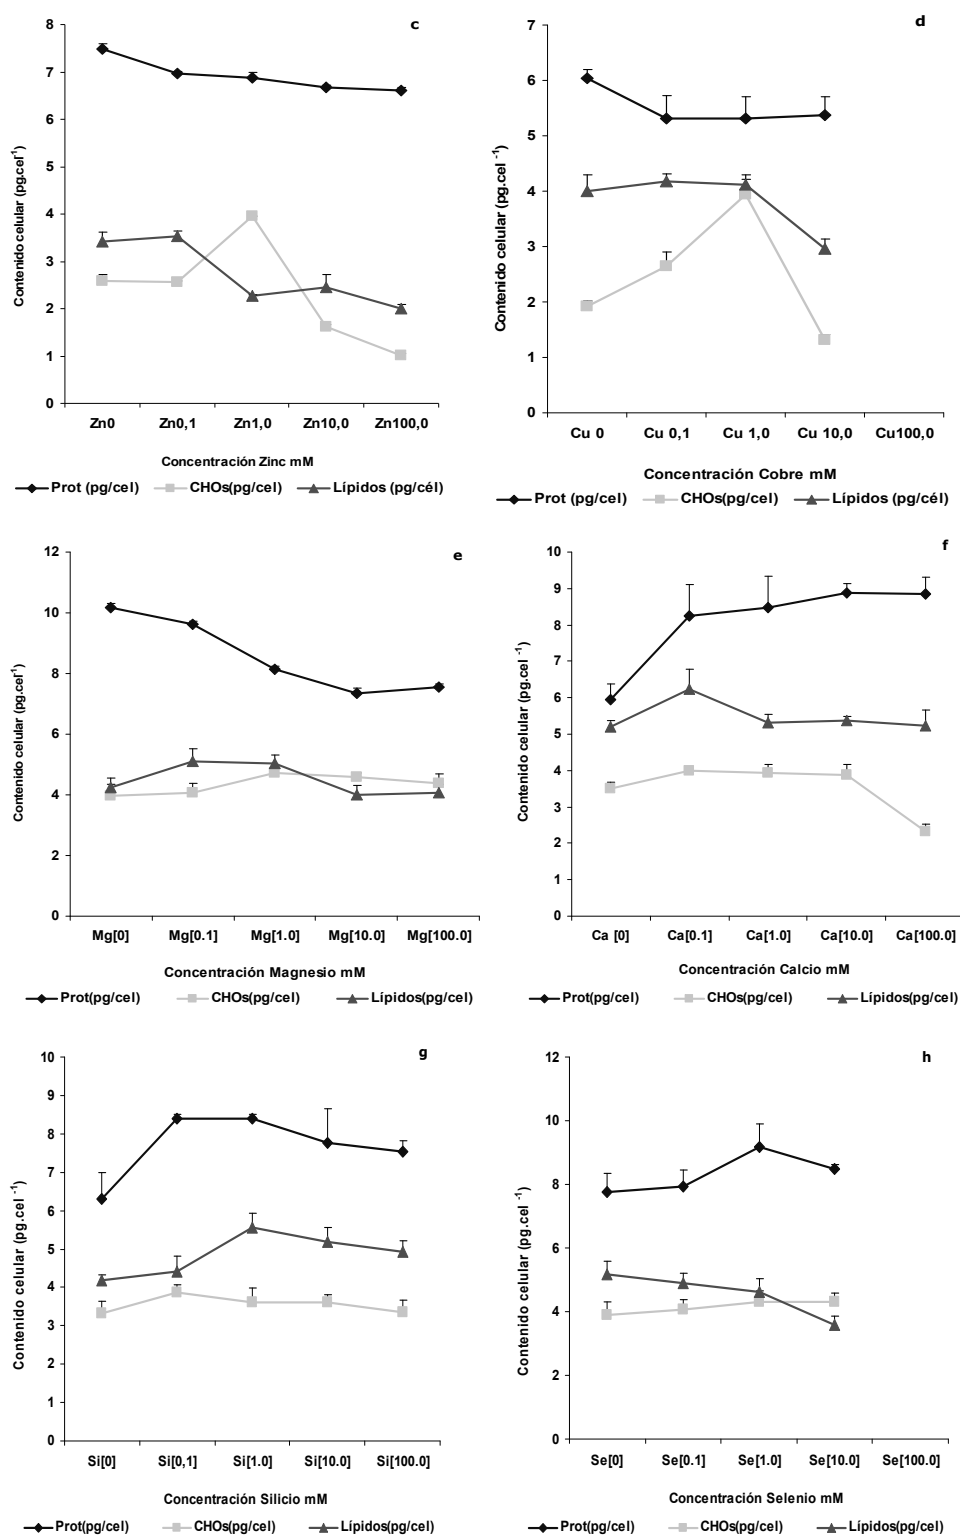 c
Contenido celular (pg.cel⁻¹)
8
7
6
5
4
3
2
1
0
Zn0 Zn0,1 Zn1,0 Zn10,0 Zn100,0
Concentración Zinc mM
Prot (pg/cel) CHOs(pg/cel) Lípidos (pg/cél)
d
Contenido celular (pg.cel ⁻¹)
7
6
5
4
3
2
1
0
Cu 0 Cu 0,1 Cu 1,0 Cu 10,0 Cu100,0
Concentración Cobre mM
Prot (pg/cel) CHOs(pg/cel) Lípidos (pg/cél)
e
Contenido celular (pg.cel⁻¹)
12
10
8
6
4
2
0
Mg[0] Mg[0.1] Mg[1.0] Mg[10.0] Mg[100.0]
Concentración Magnesio mM
Prot(pg/cel) CHOs(pg/cel) Lípidos(pg/cel)
f
Contenido celular (pg.cel ⁻¹)
10
9
8
7
6
5
4
3
2
1
0
Ca [0] Ca[0.1] Ca[1.0] Ca[10.0] Ca[100.0]
Concentración Calcio mM
Prot(pg/cel) CHOs(pg/cel) Lípidos(pg/cel)
g
Contenido celular (pg.cel ⁻¹)
10
9
8
7
6
5
4
3
2
1
0
Si[0] Si[0,1] Si[1.0] Si[10.0] Si[100.0]
Concentración Silicio mM
Prot(pg/cel) CHOs(pg/cel) Lípidos(pg/cel)
h
Contenido celular (pg.cel ⁻¹)
12
10
8
6
4
2
0
Se[0] Se[0.1] Se[1.0] Se[10.0] Se[100.0]
Concentración Selenio mM
Prot(pg/cel) CHOs(pg/cel) Lípidos(pg/cel)